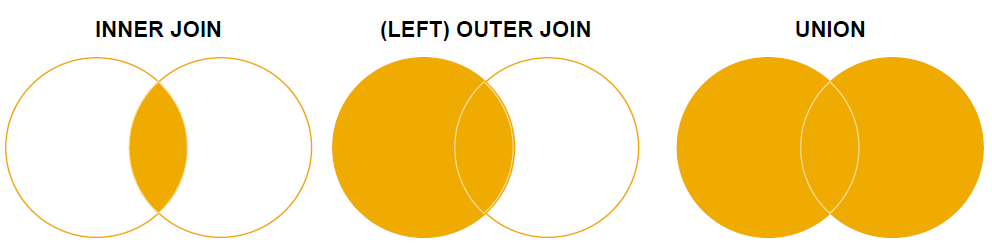 INNER JOIN
(LEFT) OUTER JOIN
UNION